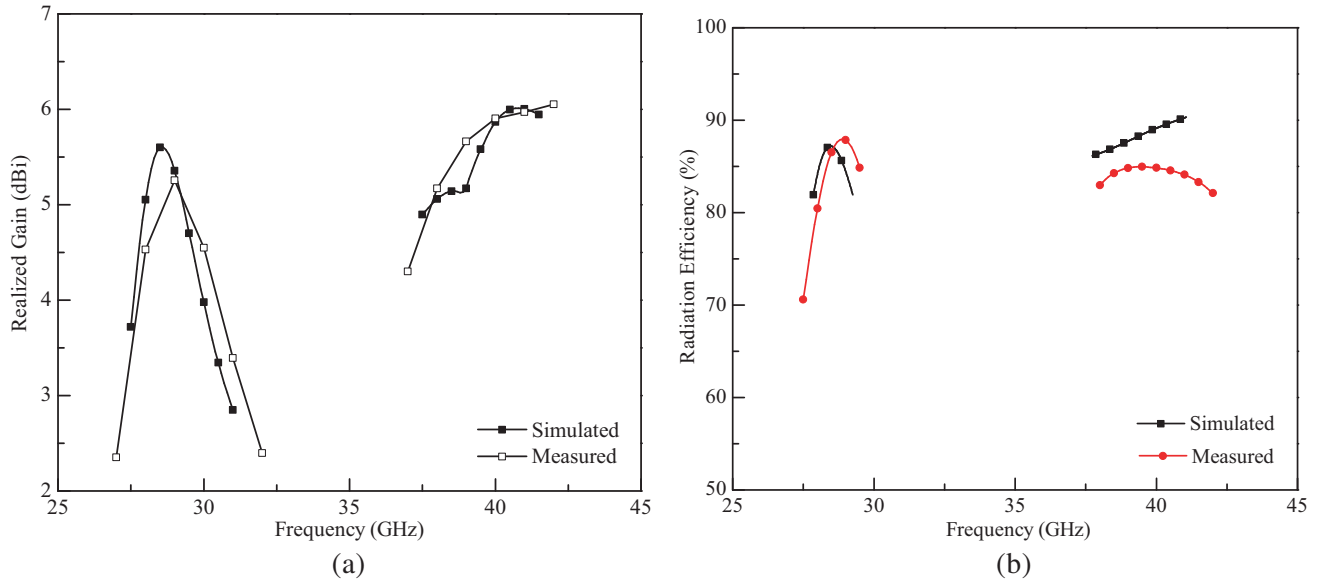 7
6
5
4
3
2
Realized Gain (dBi)
25
30
35
40
45
Frequency (GHz)
Simulated
Measured
(a)
100
90
80
70
60
50
Radiation Efficiency (%)
25
30
35
40
45
Frequency (GHz)
Simulated
Measured
(b)